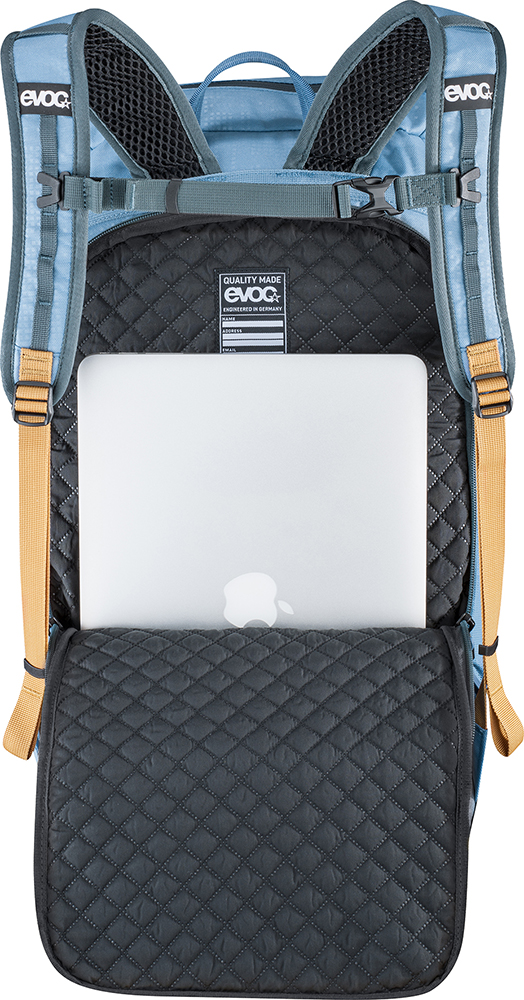 evoc
evoc
QUALITY MADE
evoc
ENGINEERED IN GERMANY
NAME
ADDRESS
EMAIL